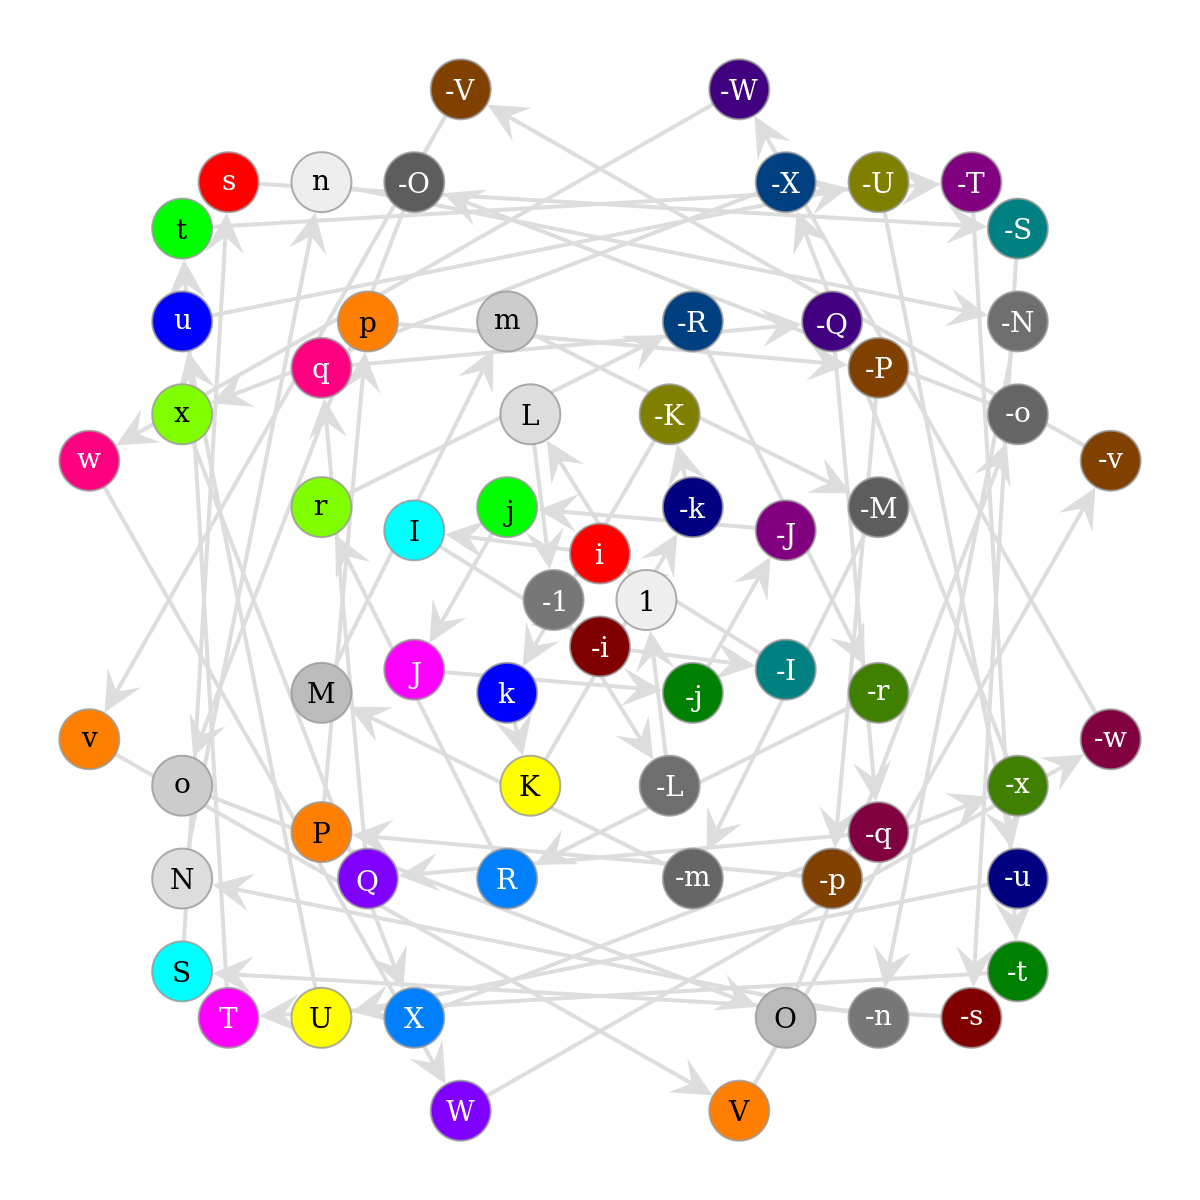 -V -W
s n -O -X -U -T
t -S
u p m -R -Q -N
q -P
x L -K -o
w -v
r j -k -M
I -J
i
-1 1
-i
J -I
M k -j -r
v -w
o K -L -x
P -q
N Q R -m -p -u
S -t
T U X O -n -s
W V